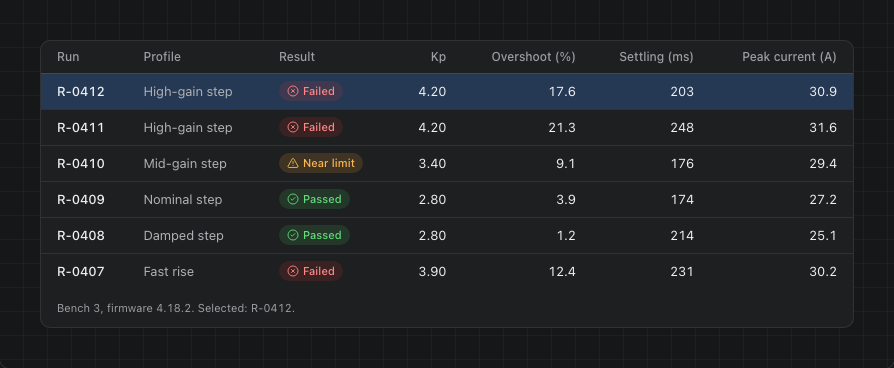 Run Profile Result Kp Overshoot (%) Settling (ms) Peak current (A)
R-0412 High-gain step Failed 4.20 17.6 203 30.9
R-0411 High-gain step Failed 4.20 21.3 248 31.6
R-0410 Mid-gain step Near limit 3.40 9.1 176 29.4
R-0409 Nominal step Passed 2.80 3.9 174 27.2
R-0408 Damped step Passed 2.80 1.2 214 25.1
R-0407 Fast rise Failed 3.90 12.4 231 30.2
Bench 3, firmware 4.18.2. Selected: R-0412.